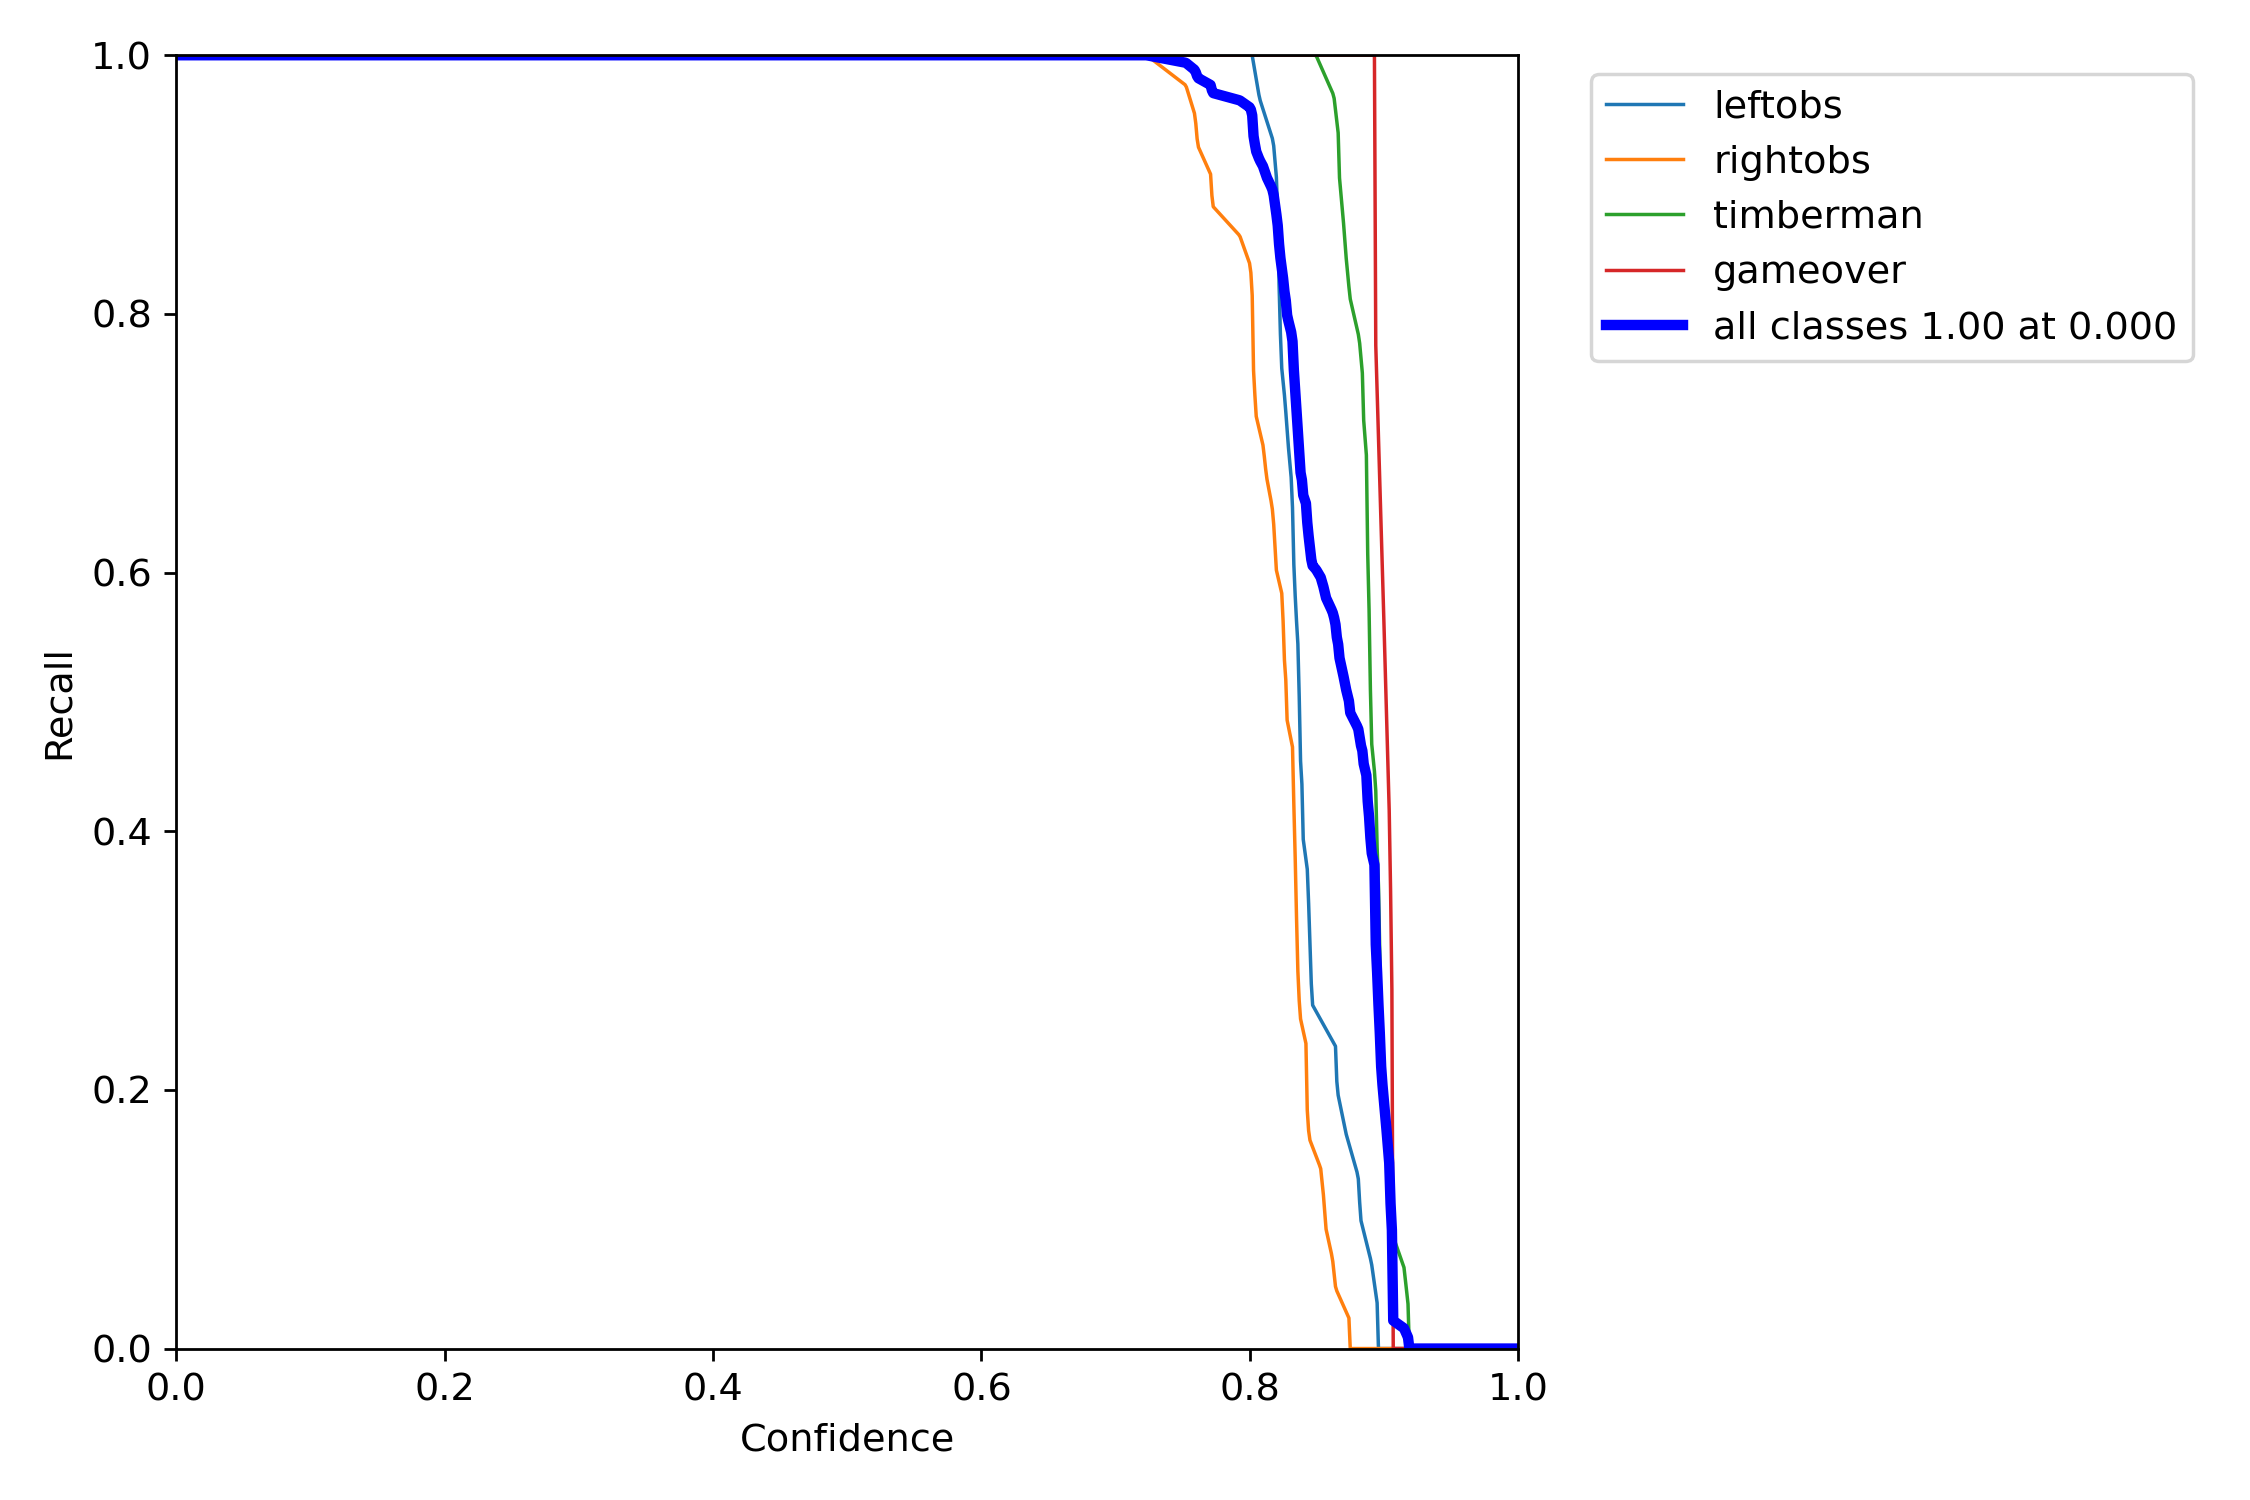 1.0
0.8
0.6
0.4
0.2
0.0
Recall
0.0 0.2 0.4 0.6 0.8 1.0
Confidence
leftobs
rightobs
timberman
gameover
all classes 1.00 at 0.000